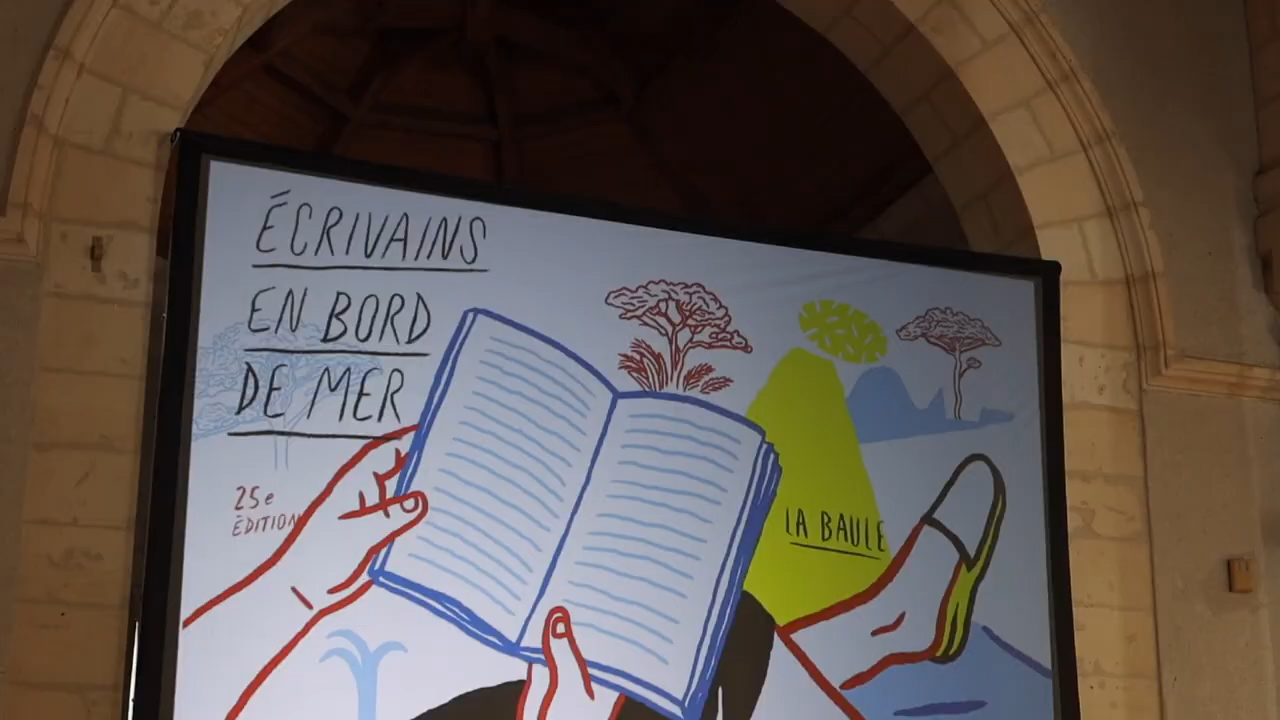 ÉCRIVAINS
EN BORD
DE MER
25e
ÉDITION
LA BAULE